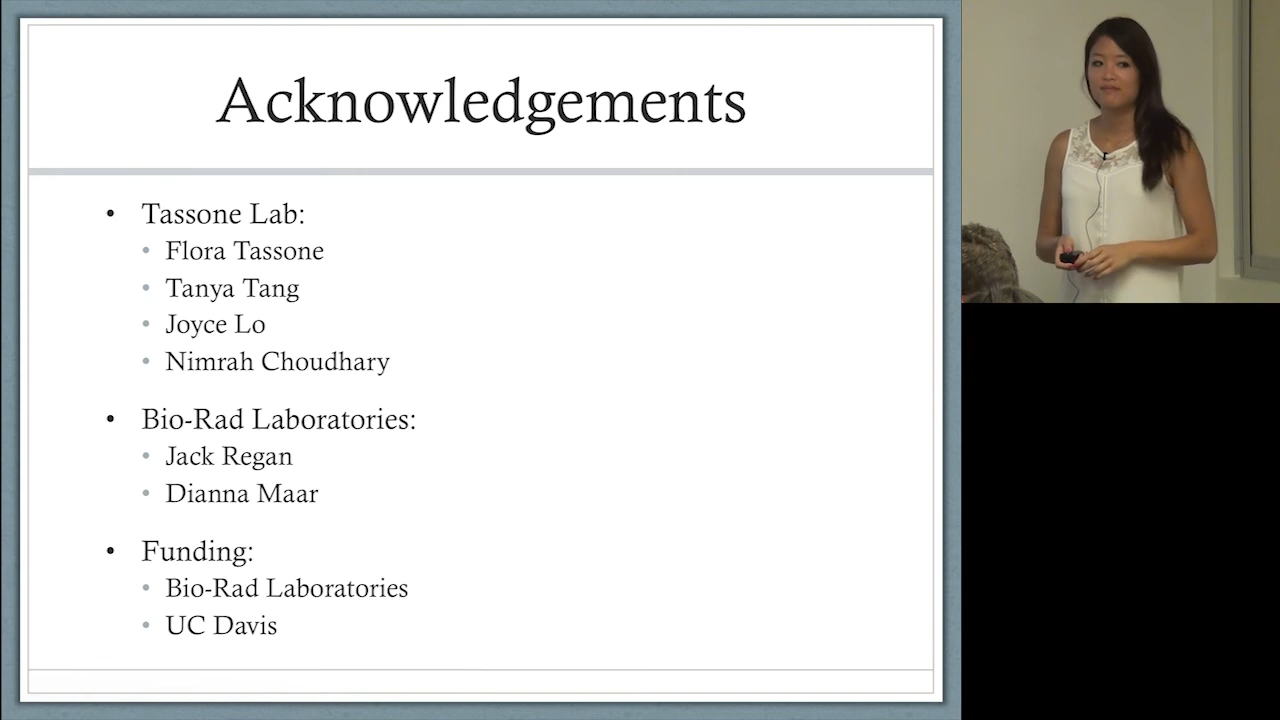 Acknowledgements
• Tassone Lab:
• Flora Tassone
• Tanya Tang
• Joyce Lo
• Nimrah Choudhary
• Bio-Rad Laboratories:
• Jack Regan
• Dianna Maar
• Funding:
• Bio-Rad Laboratories
• UC Davis